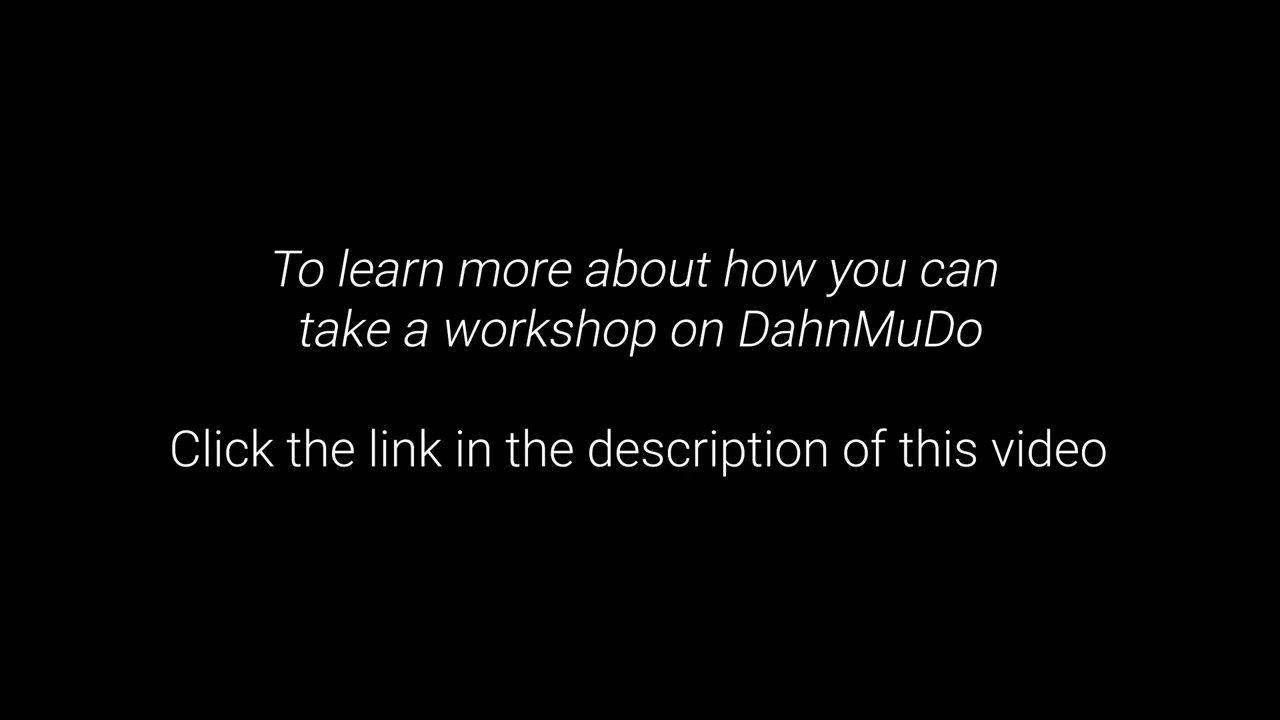 To learn more about how you can
take a workshop on DahnMuDo
Click the link in the description of this video